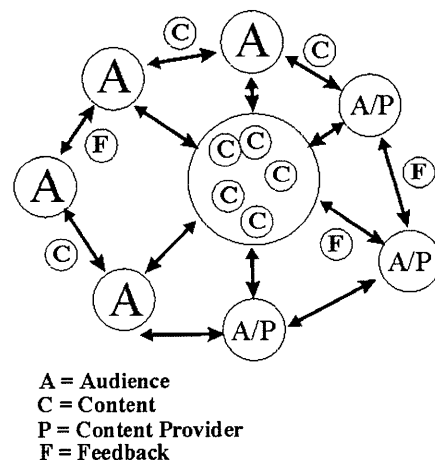 C
A
C
A
A/P
C
C
F
C
F
A
C
C
F
C
A/P
A
A/P
A = Audience
C = Content
P = Content Provider
F = Feedback